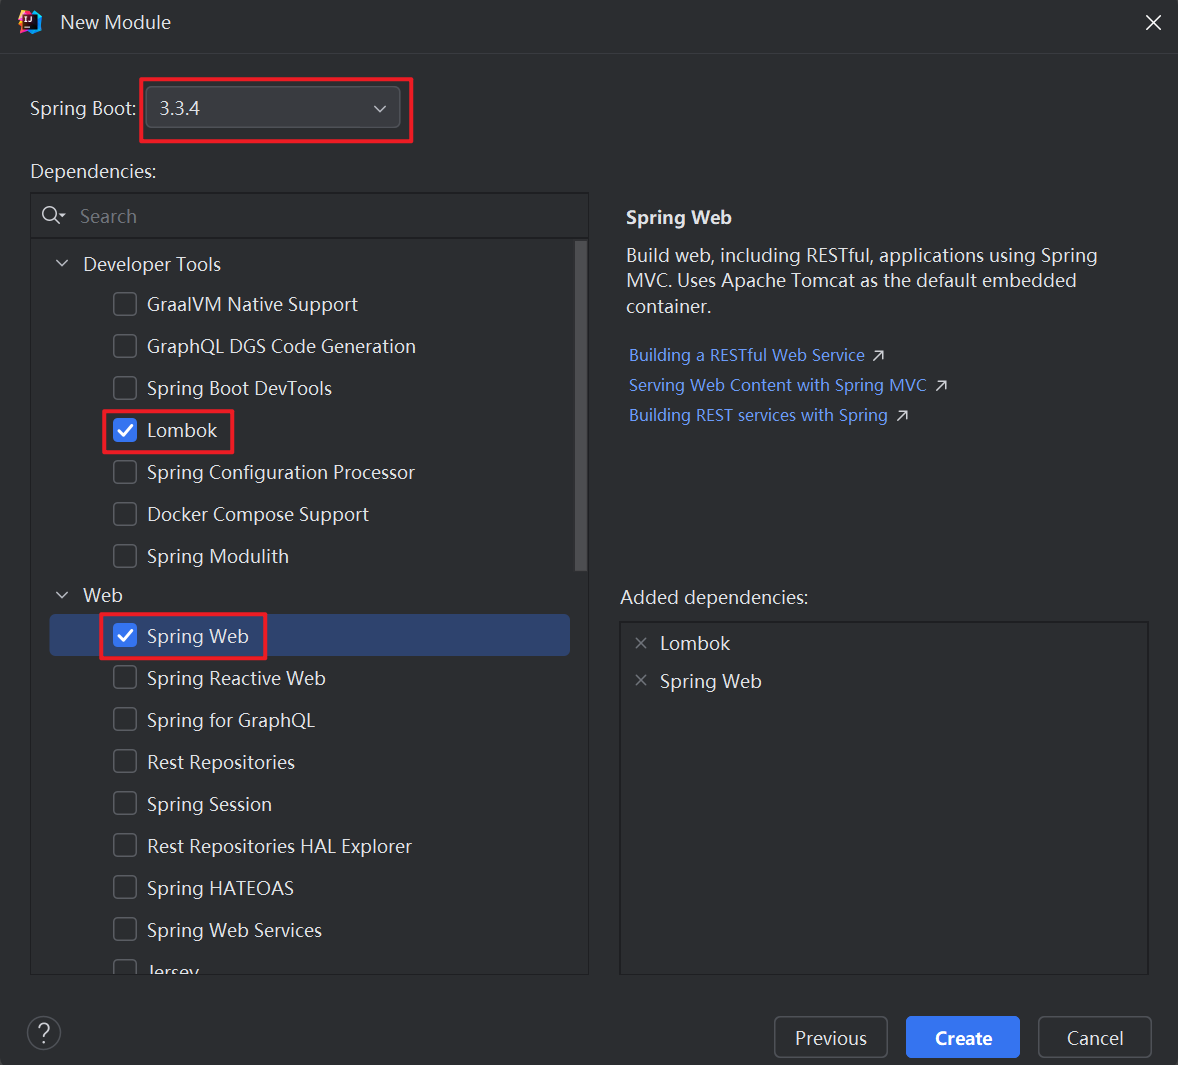 New Module
Spring Boot: 3.3.4
Dependencies:
Search
Developer Tools
GraalVM Native Support
GraphQL DGS Code Generation
Spring Boot DevTools
Lombok
Spring Configuration Processor
Docker Compose Support
Spring Modulith
Web
Spring Web
Spring Reactive Web
Spring for GraphQL
Rest Repositories
Spring Session
Rest Repositories HAL Explorer
Spring HATEOAS
Spring Web Services
Jersey
Spring Web
Build web, including RESTful, applications using Spring
MVC. Uses Apache Tomcat as the default embedded
container.
Building a RESTful Web Service
Serving Web Content with Spring MVC
Building REST services with Spring
Added dependencies:
Lombok
Spring Web
?
Previous
Create
Cancel